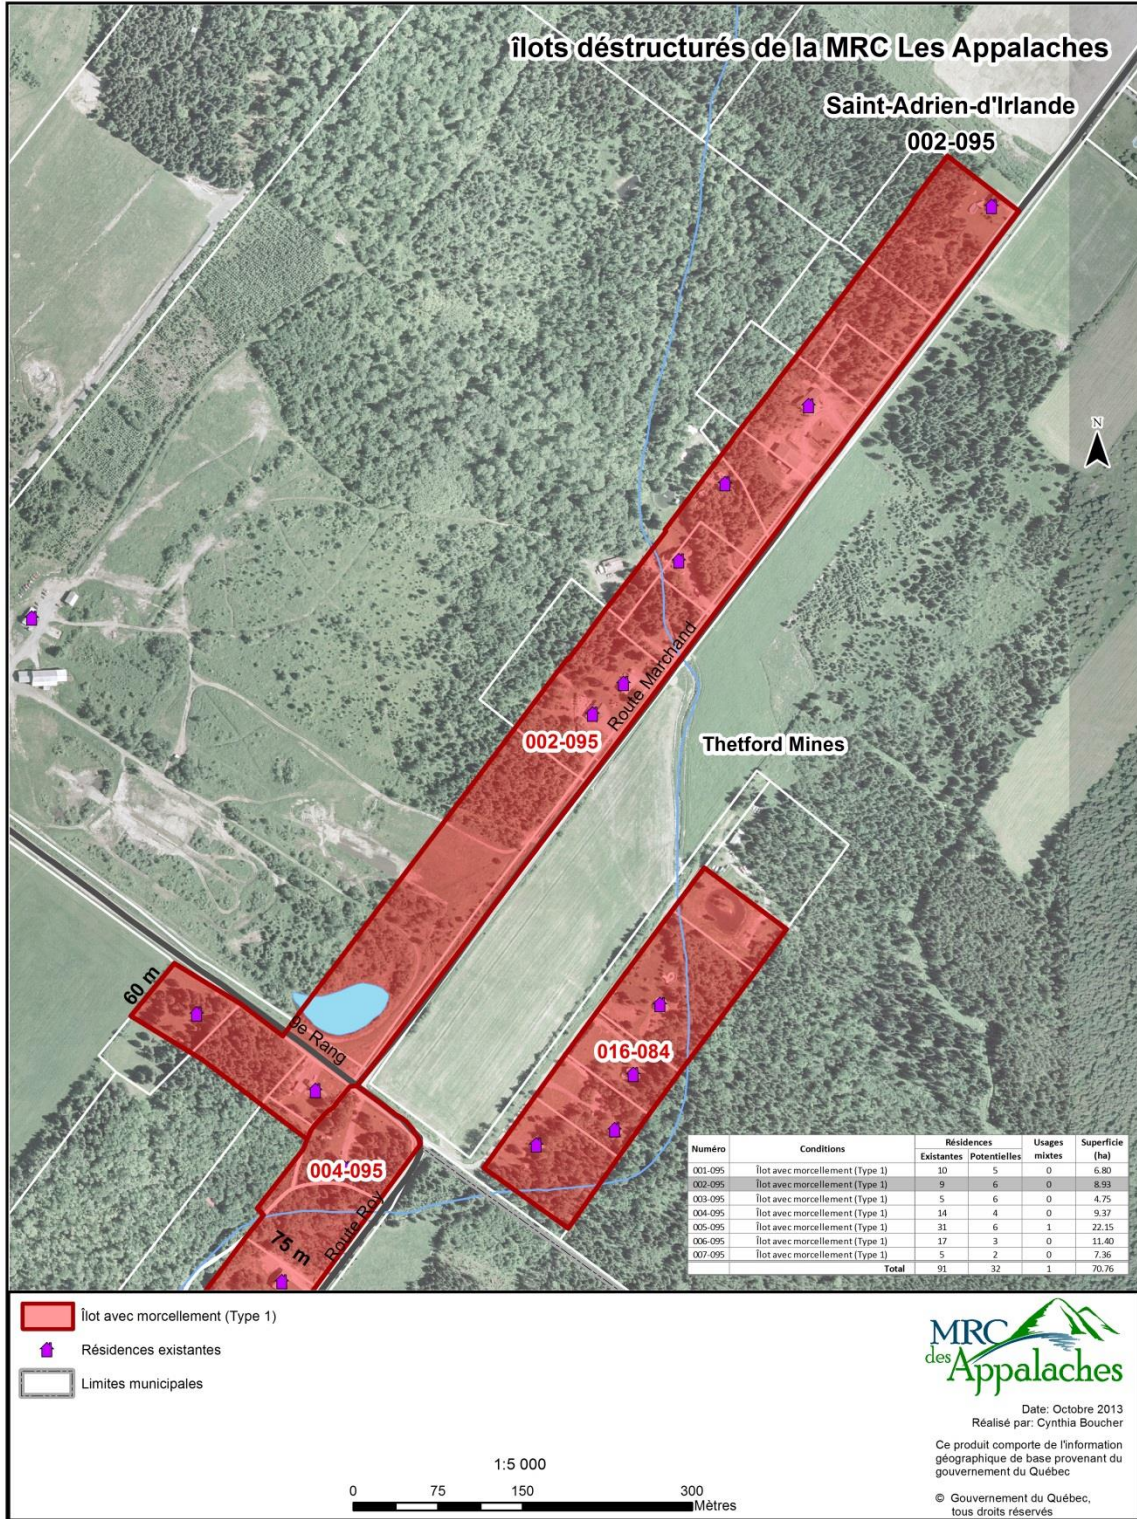 îlots déstructurés de la MRC Les Appalaches
Saint-Adrien-d'Irlande
002-095
N
Route Marchand
002-095
Thetford Mines
60 m
9e Rang
016-084
004-095
75 m
Route Roy
Numéro Conditions Résidences Usages mixtes Superficie (ha)
Existantes Potentielles
001-095 Îlot avec morcellement (Type 1) 10 5 0 6.80
002-095 Îlot avec morcellement (Type 1) 9 6 0 8.93
003-095 Îlot avec morcellement (Type 1) 5 6 0 4.75
004-095 Îlot avec morcellement (Type 1) 14 4 0 9.37
005-095 Îlot avec morcellement (Type 1) 31 6 1 22.15
006-095 Îlot avec morcellement (Type 1) 17 3 0 11.40
007-095 Îlot avec morcellement (Type 1) 5 2 0 7.36
Total 91 32 1 70.76
Îlot avec morcellement (Type 1)
Résidences existantes
Limites municipales
1:5 000
0 75 150 300
Mètres
MRC
des Appalaches
Date: Octobre 2013
Réalisé par: Cynthia Boucher
Ce produit comporte de l'information
géographique de base provenant du
gouvernement du Québec
© Gouvernement du Québec,
tous droits réservés